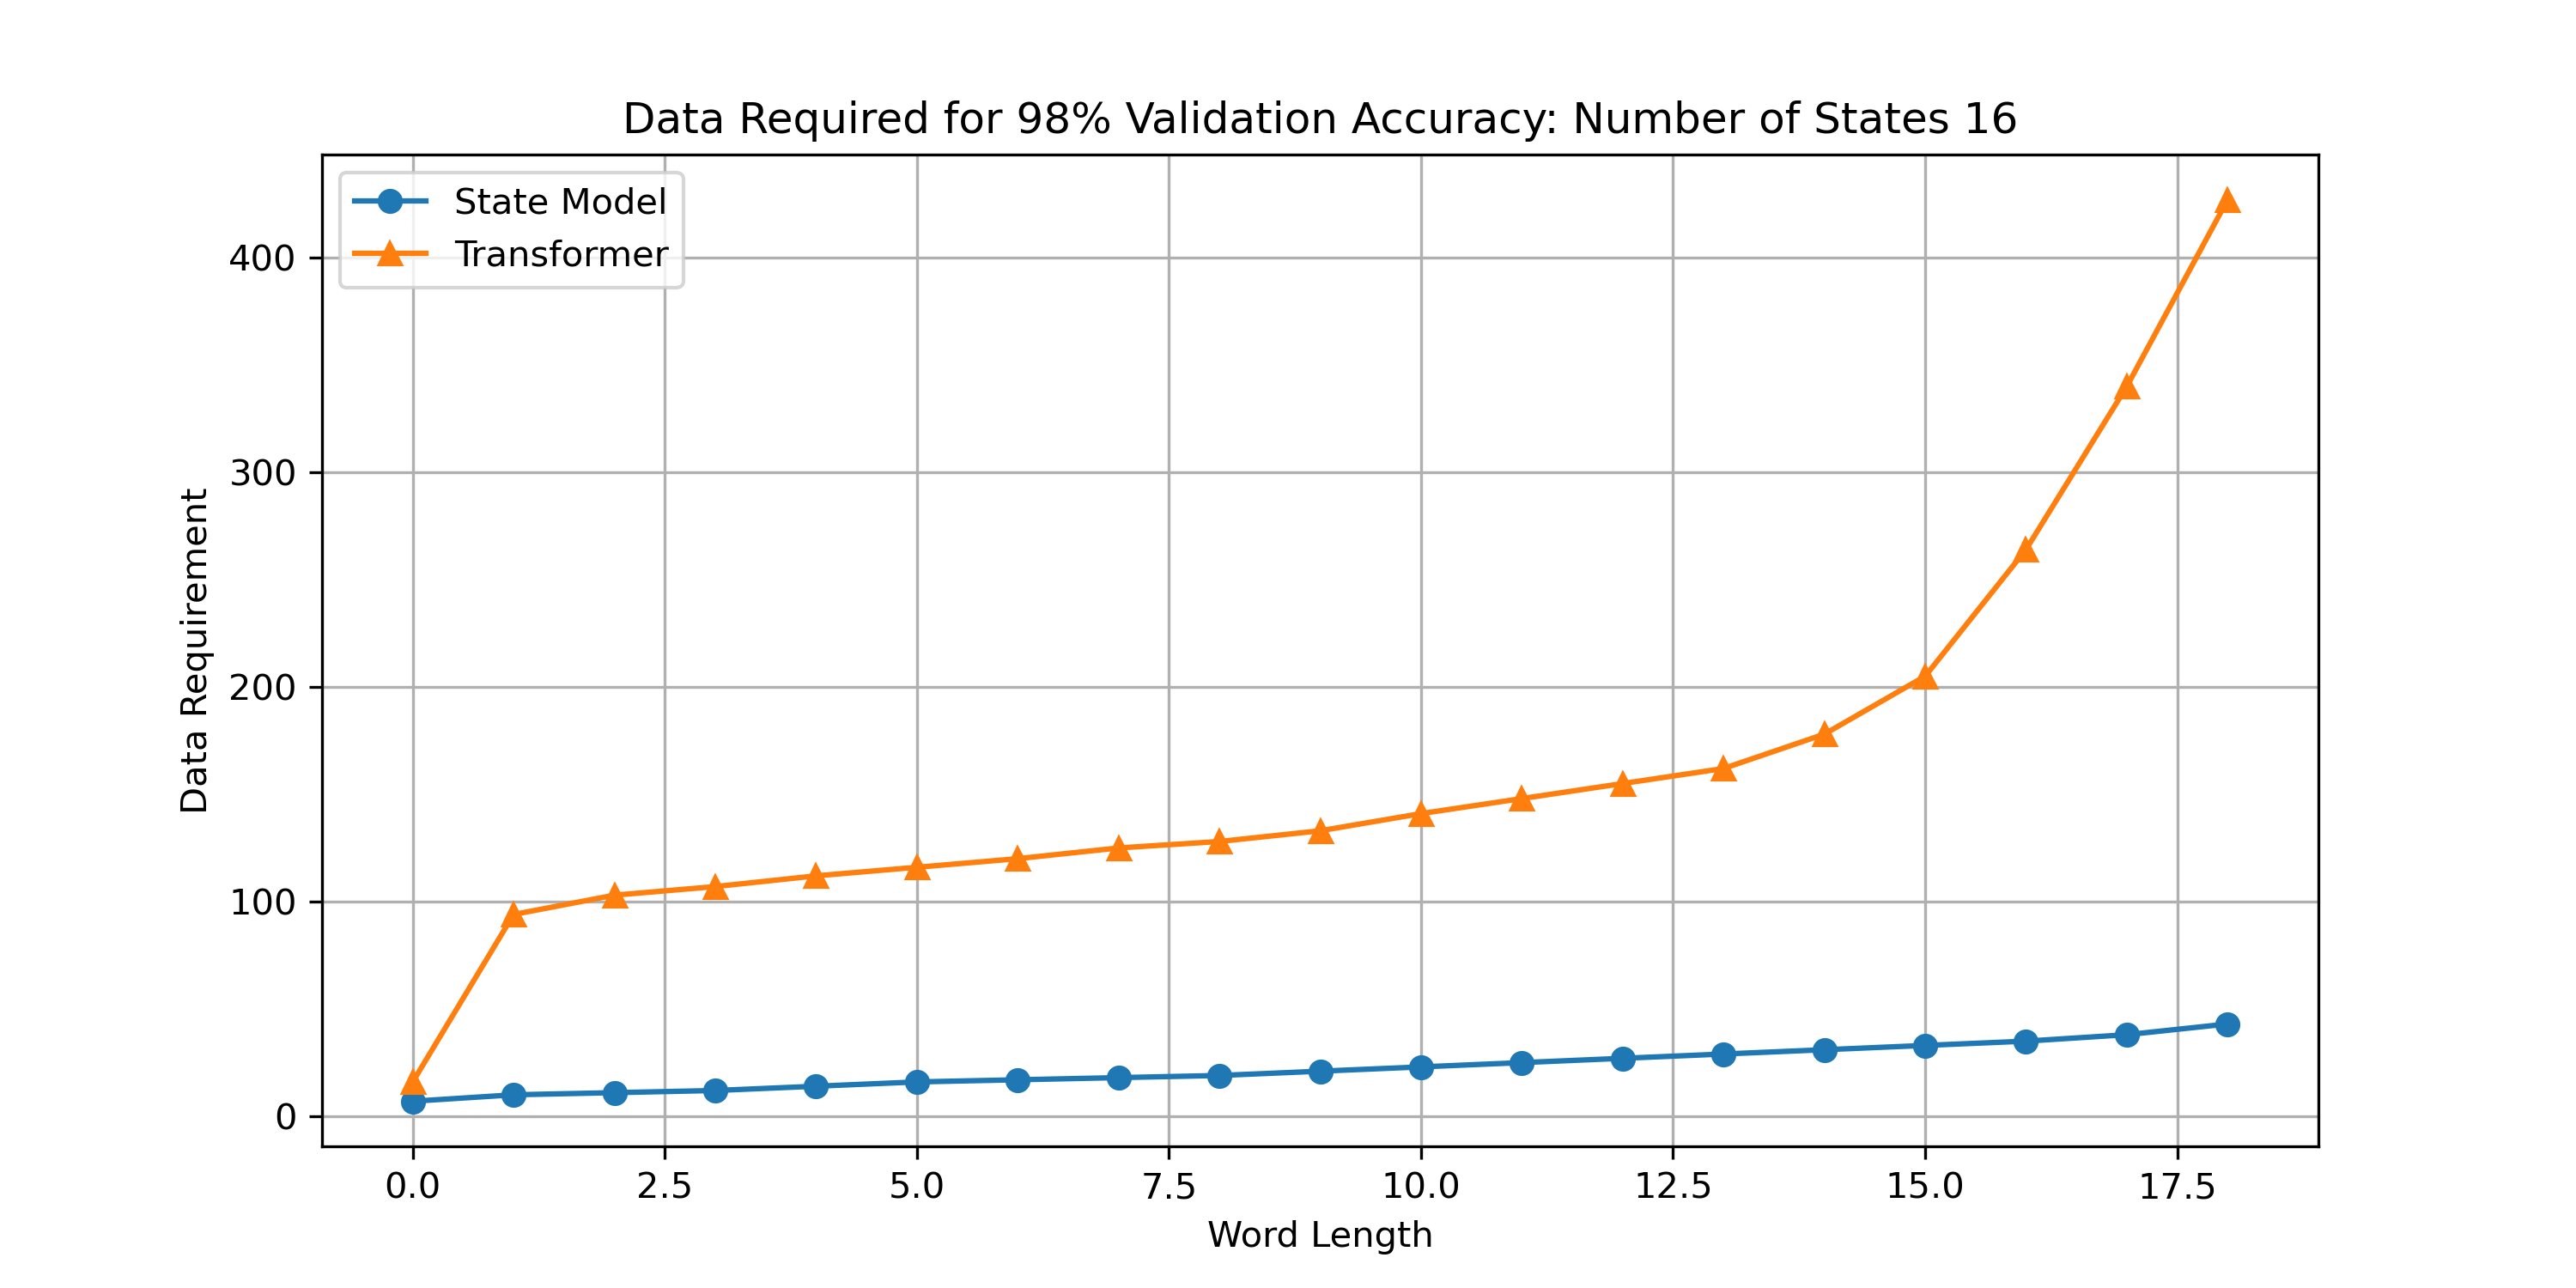 Data Required for 98% Validation Accuracy: Number of States 16
State Model
Transformer
400
300
200
100
0
Data Requirement
0.0 2.5 5.0 7.5 10.0 12.5 15.0 17.5
Word Length